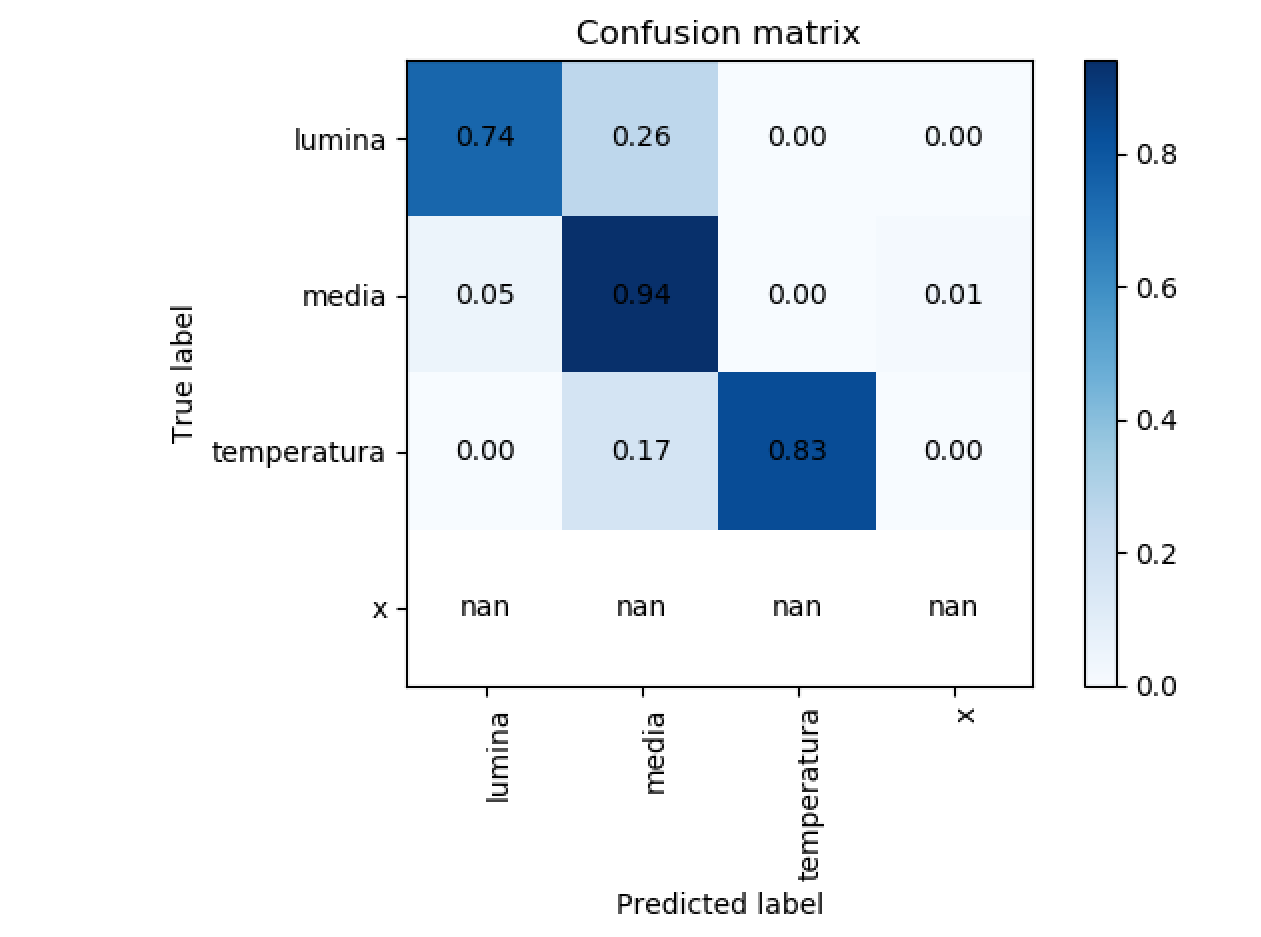 Confusion matrix
lumina 0.74 0.26 0.00 0.00
media 0.05 0.94 0.00 0.01
temperatura 0.00 0.17 0.83 0.00
x nan nan nan nan
True label
lumina media temperatura x
Predicted label
0.8
0.6
0.4
0.2
0.0